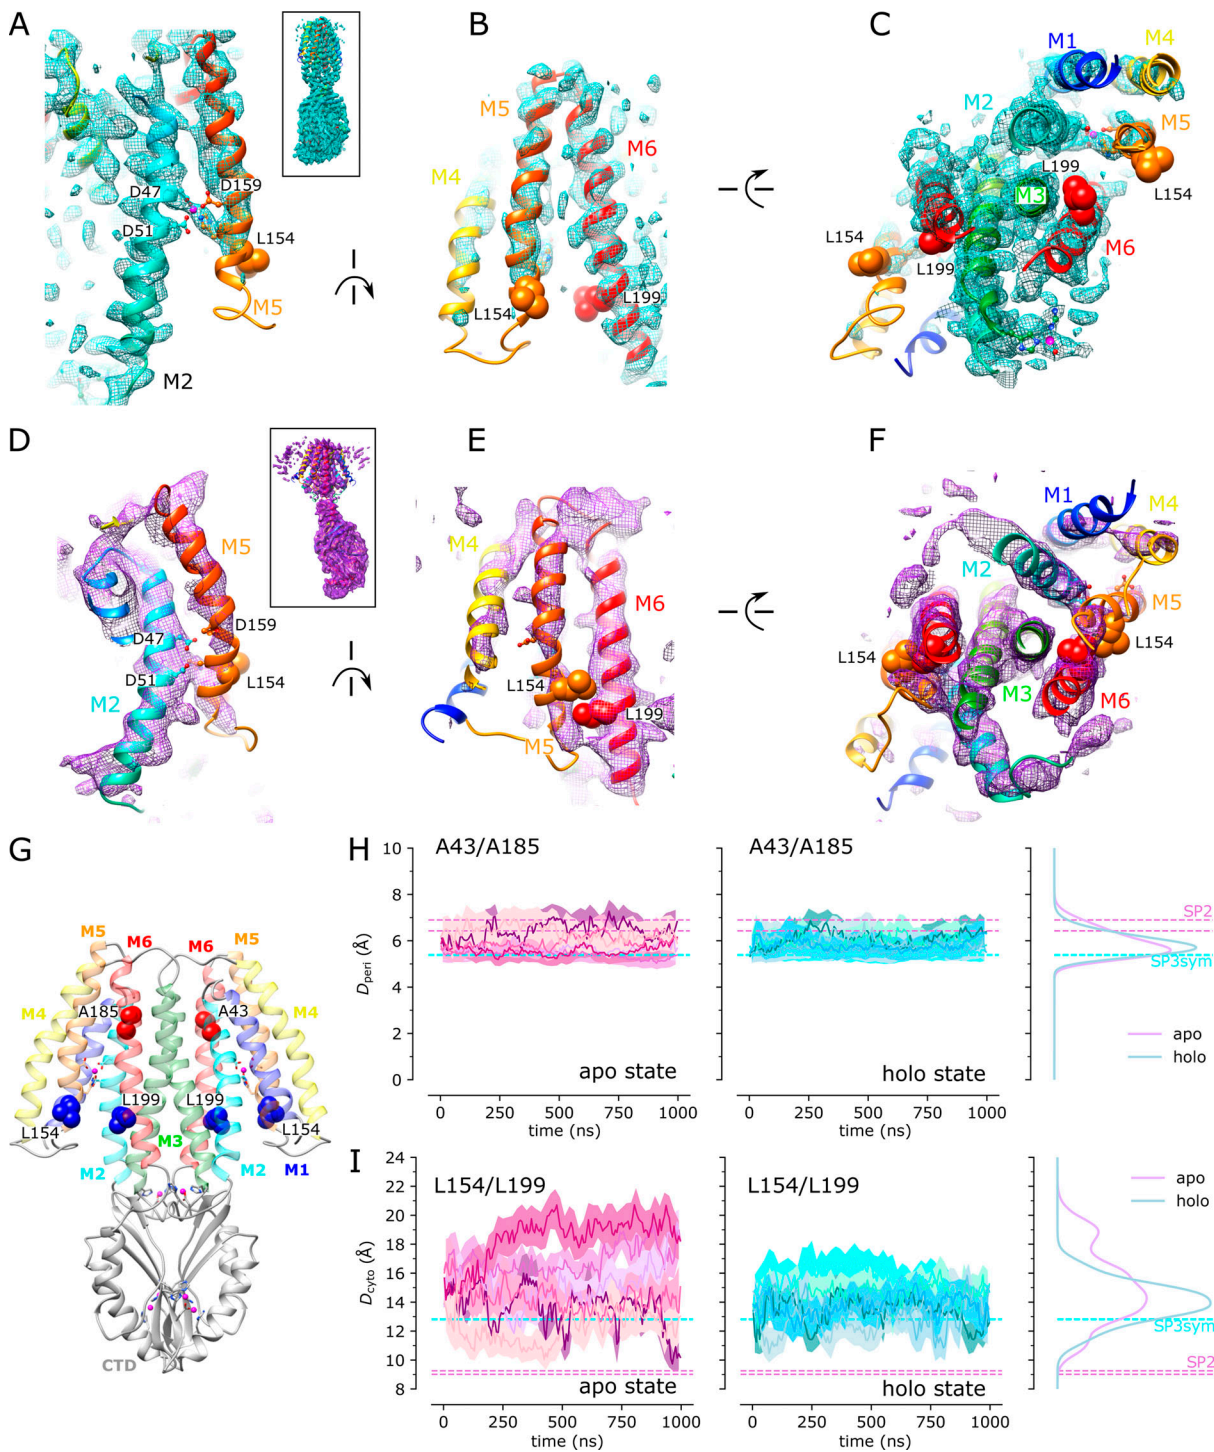 A
D47
D159
D51
L154
M5
M2
B
M5
M6
M4
L154
L199
C
M1
M4
M2
M5
L199
L154
M3
L154
L199
M6
D
M5
D159
D47
D51
L154
M2
E
M4
M6
L154
L199
M5
F
M1
M4
M2
M5
L154
L154
M3
M6
G
M5
M6
M6
M5
M4
A185
A43
M4
L199
L199
L154
M3
L154
M2
M2
M1
CTD
H
A43/A185
A43/A185
10
8
6
4
2
0
Dperi (Å)
SP2
SP3sym
apo
holo
apo state
holo state
0 250 500 750 1000
0 250 500 750 1000
time (ns)
time (ns)
I
L154/L199
L154/L199
24
22
20
18
16
14
12
10
8
Dcyto (Å)
apo
holo
SP3sym
SP2
apo state
holo state
0 250 500 750 1000
0 250 500 750 1000
time (ns)
time (ns)